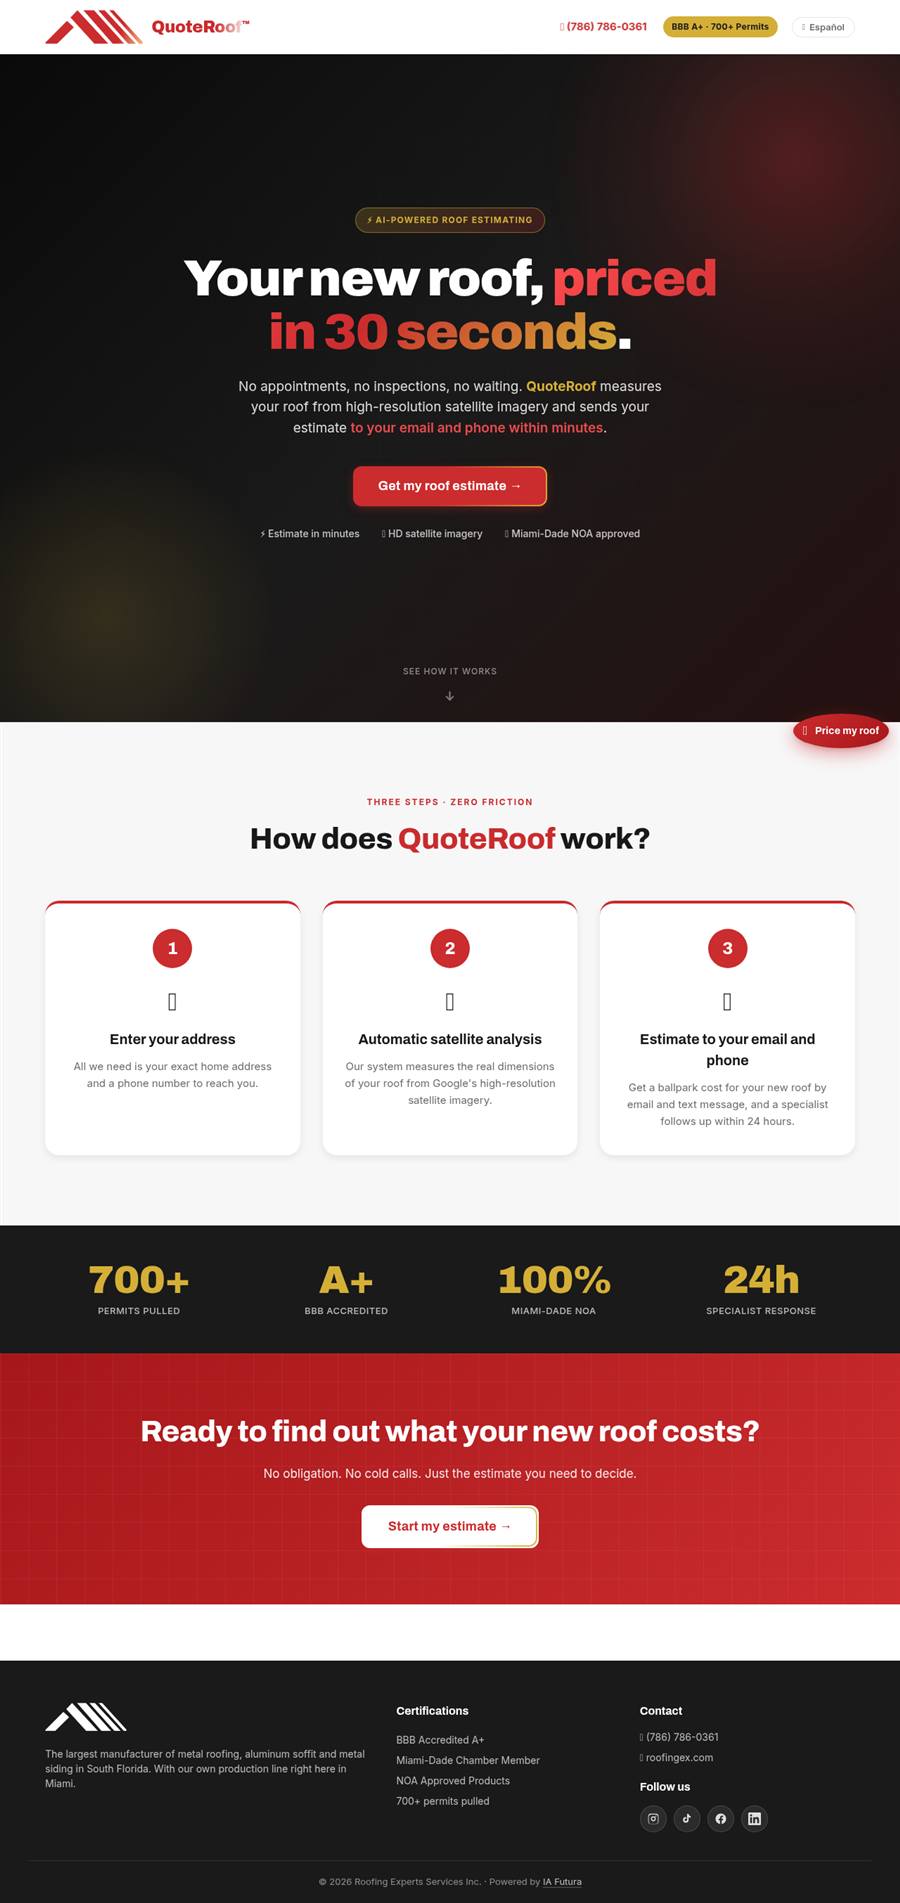 QuoteRoof™
(786) 786-0361
BBB A+ · 700+ Permits
Español
⚡ AI-POWERED ROOF ESTIMATING
Your new roof, priced
in 30 seconds.
No appointments, no inspections, no waiting. QuoteRoof measures
your roof from high-resolution satellite imagery and sends your
estimate to your email and phone within minutes.
Get my roof estimate →
⚡ Estimate in minutes
HD satellite imagery
Miami-Dade NOA approved
SEE HOW IT WORKS
↓
Price my roof
THREE STEPS · ZERO FRICTION
How does QuoteRoof work?
1
Enter your address
All we need is your exact home address
and a phone number to reach you.
2
Automatic satellite analysis
Our system measures the real dimensions
of your roof from Google's high-resolution
satellite imagery.
3
Estimate to your email and
phone
Get a ballpark cost for your new roof by
email and text message, and a specialist
follows up within 24 hours.
700+
PERMITS PULLED
A+
BBB ACCREDITED
100%
MIAMI-DADE NOA
24h
SPECIALIST RESPONSE
Ready to find out what your new roof costs?
No obligation. No cold calls. Just the estimate you need to decide.
Start my estimate →
The largest manufacturer of metal roofing, aluminum soffit and metal
siding in South Florida. With our own production line right here in
Miami.
Certifications
BBB Accredited A+
Miami-Dade Chamber Member
NOA Approved Products
700+ permits pulled
Contact
(786) 786-0361
roofingex.com
Follow us
© 2026 Roofing Experts Services Inc. · Powered by IA Futura